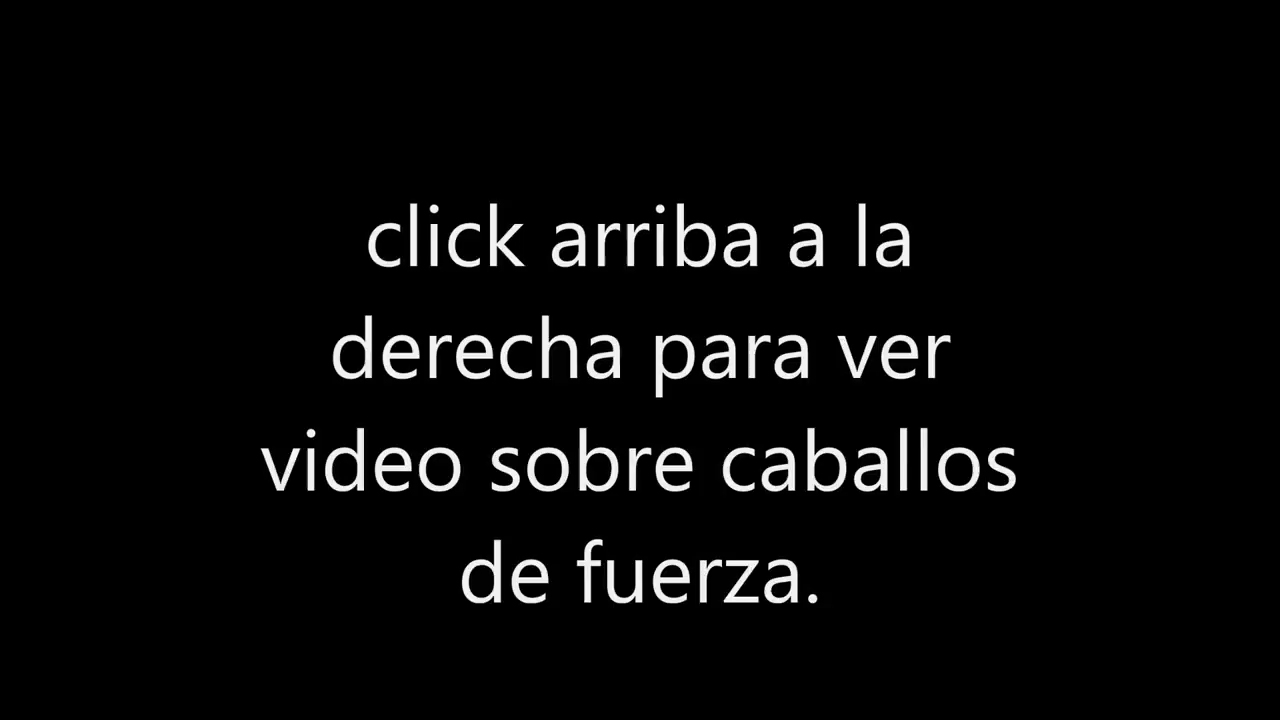 click arriba a la
derecha para ver
video sobre caballos
de fuerza.